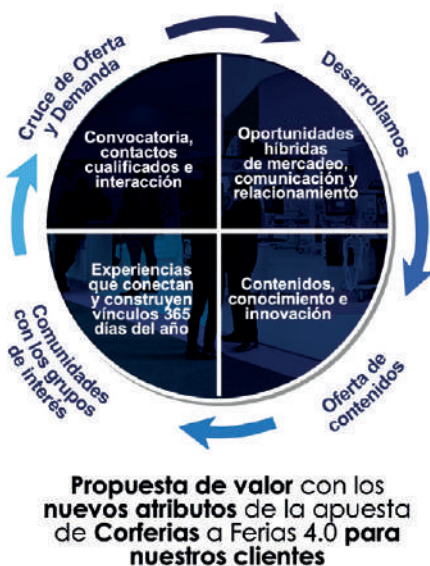 Cruce de Oferta
y Demanda
Desarrollamos
Convocatoria,
contactos
cualificados e
interacción
Oportunidades
híbridas
de mercadeo,
comunicación y
relacionamiento
Experiencias
que conectan
y construyen
vínculos 365
días del año
Contenidos,
conocimiento e
innovación
Comunidades
con los grupos
de interés
Oferta de
contenidos
Propuesta de valor con los
nuevos atributos de la apuesta
de Corferias a Ferias 4.0 para
nuestros clientes